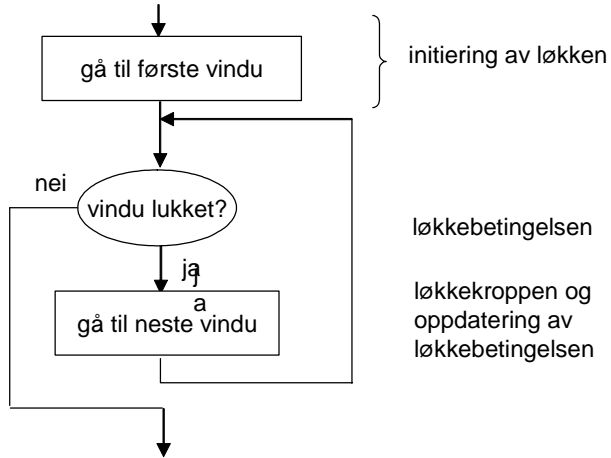 gå til første vindu
initiering av løkken
nei
vindu lukket?
løkkebetingelsen
ja
j
a
gå til neste vindu
løkkekroppen og
oppdatering av
løkkebetingelsen